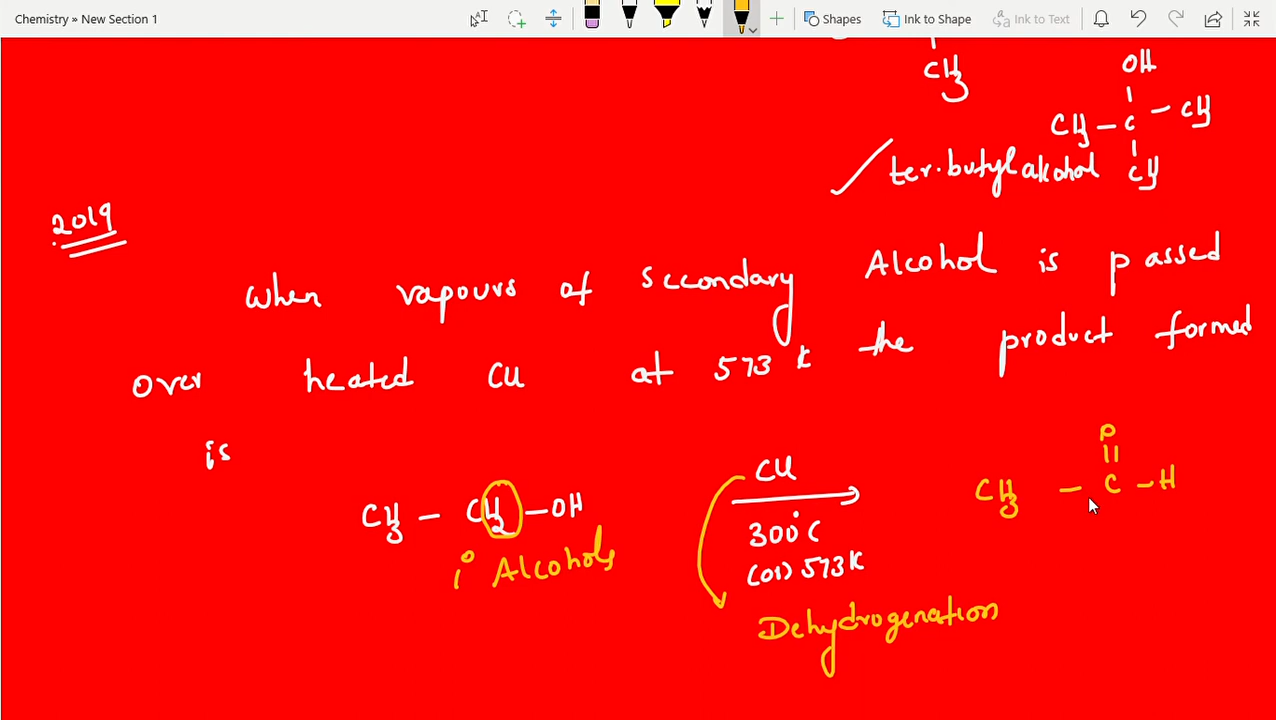 Chemistry » New Section 1
Shapes
Ink to Shape
Ink to Text
CH3
OH
CH3 – C – CH3
CH3
ter.butylalcohol
2019
when vapours of secondary Alcohol is passed
over heated Cu at 573 K the product formed
is
CH3 – CH2 – OH
1° Alcohols
Cu
300°C
(or) 573K
Dehydrogenation
O
||
CH3 – C – H